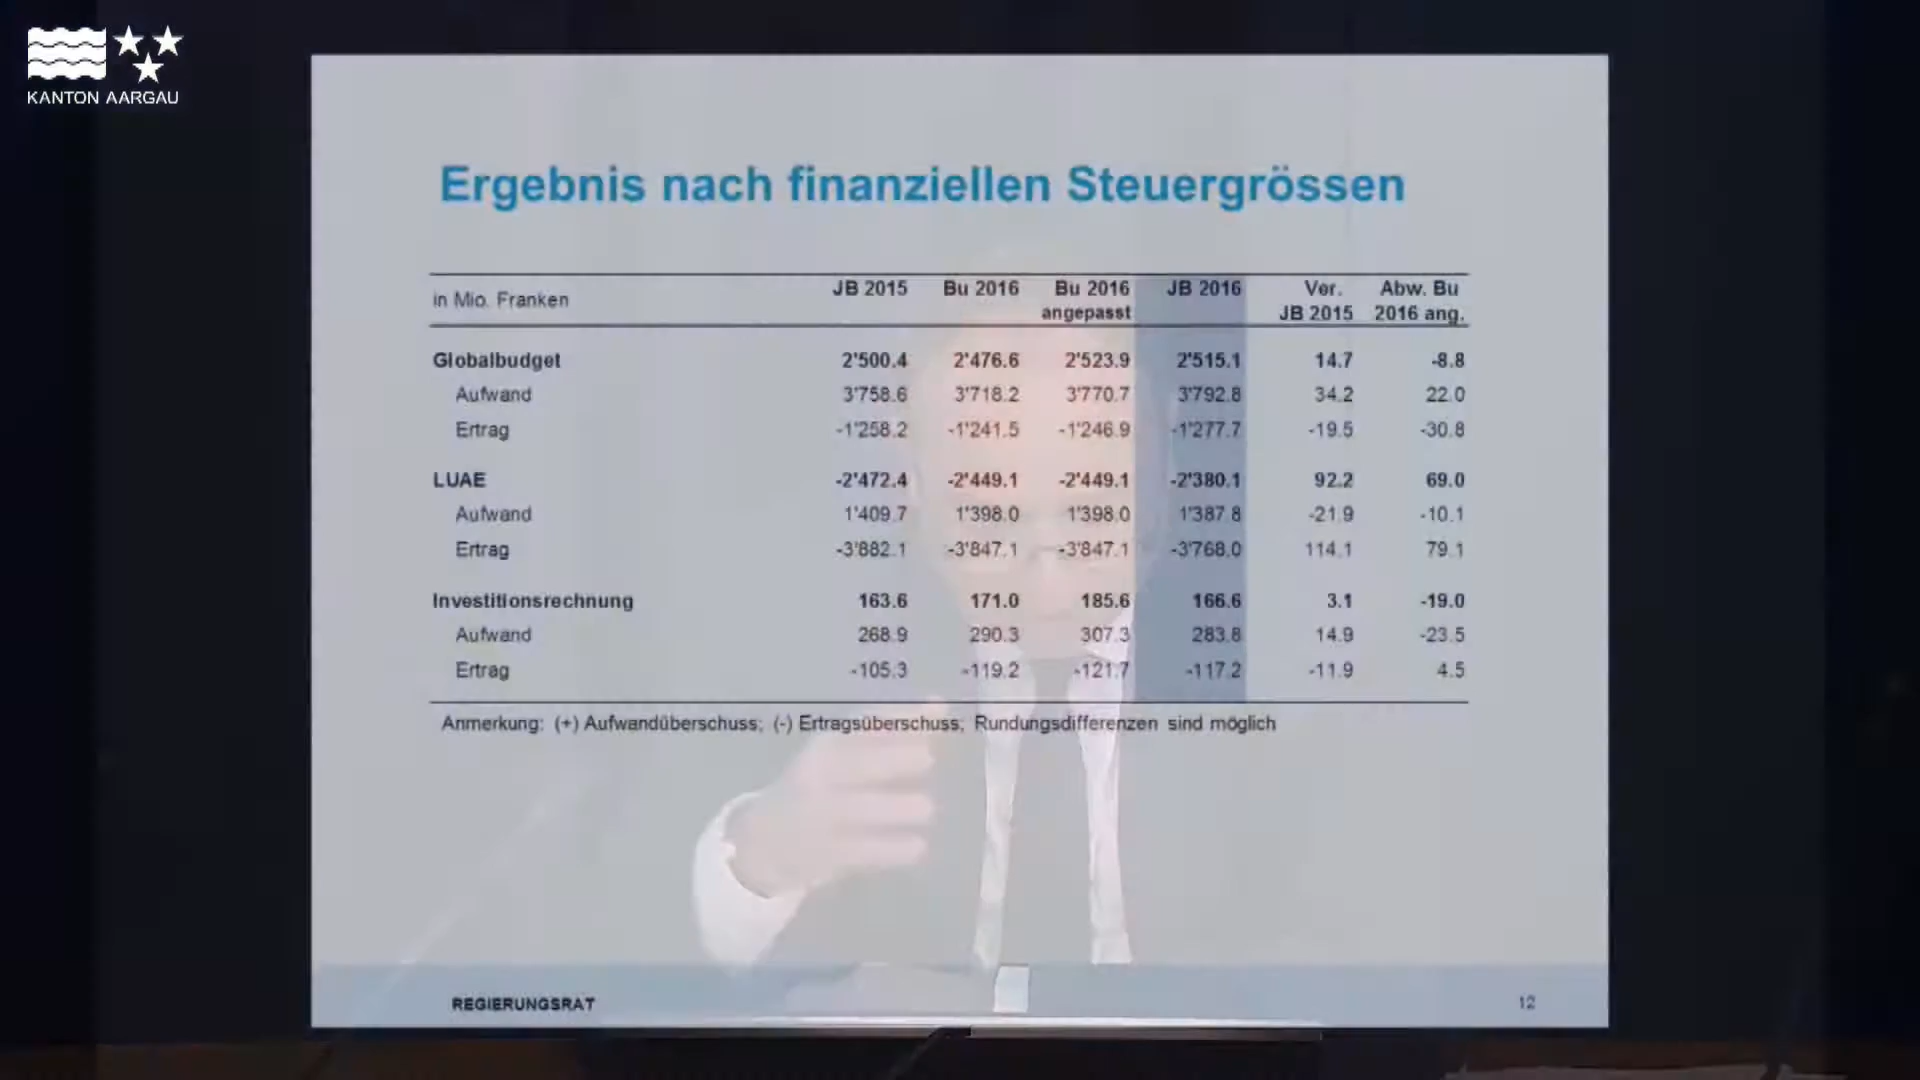 KANTON AARGAU
Ergebnis nach finanziellen Steuergrössen
in Mio. Franken JB 2015 Bu 2016 Bu 2016 angepasst JB 2016 Ver. JB 2015 Abw. Bu 2016 ang.
Globalbudget 2'500.4 2'476.6 2'523.9 2'515.1 14.7 -8.8
Aufwand 3'758.6 3'718.2 3'770.7 3'792.8 34.2 22.0
Ertrag -1'258.2 -1'241.5 -1'246.9 -1'277.7 -19.5 -30.8
LUAE -2'472.4 -2'449.1 -2'449.1 -2'380.1 92.2 69.0
Aufwand 1'409.7 1'398.0 1'398.0 1'387.8 -21.9 -10.1
Ertrag -3'882.1 -3'847.1 -3'847.1 -3'768.0 114.1 79.1
Investitionsrechnung 163.6 171.0 185.6 166.6 3.1 -19.0
Aufwand 268.9 290.3 307.3 283.8 14.9 -23.5
Ertrag -105.3 -119.2 -121.7 -117.2 -11.9 4.5
Anmerkung: (+) Aufwandüberschuss; (-) Ertragsüberschuss; Rundungsdifferenzen sind möglich
REGIERUNGSRAT 12